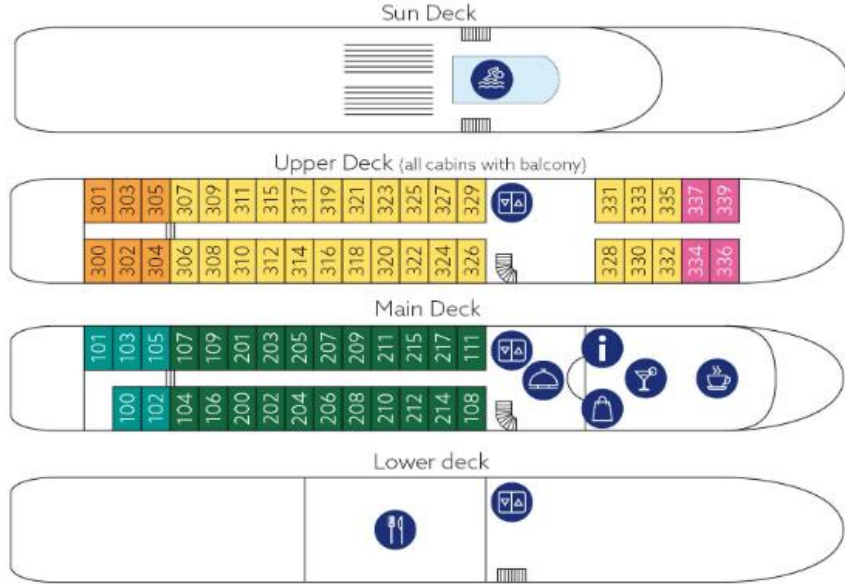 Sun Deck
Upper Deck (all cabins with balcony)
301 303 305 307 309 311 315 317 319 321 323 325 327 329 331 333 335 337 339
300 302 304 306 308 310 312 314 316 318 320 322 324 326 328 330 332 334 336
Main Deck
101 103 105 107 109 201 203 205 207 209 211 215 217 111
i
100 102 104 106 200 202 204 206 208 210 212 214 108
Lower deck